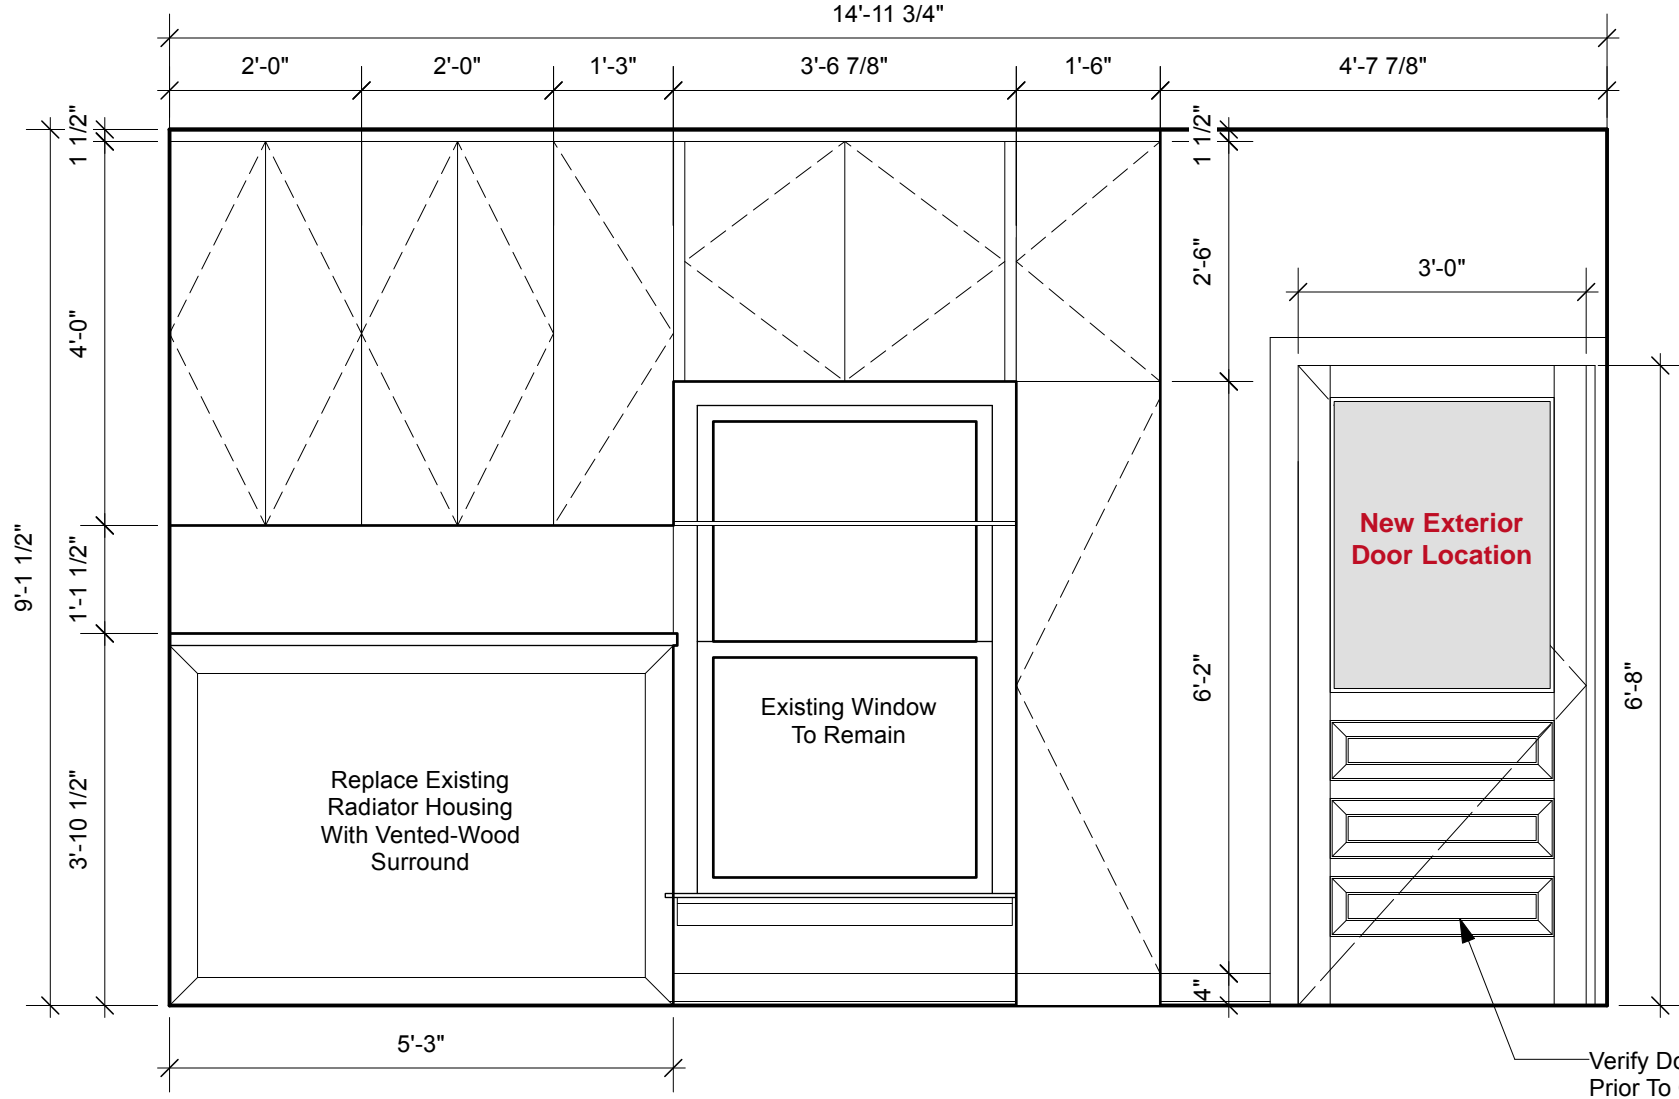 14'-11 3/4"
2'-0"
2'-0"
1'-3"
3'-6 7/8"
1'-6"
4'-7 7/8"
1 1/2"
4'-0"
9'-1 1/2"
1'-1 1/2"
3'-10 1/2"
1 1/2"
2'-6"
3'-0"
6'-2"
4"
6'-8"
New Exterior
Door Location
Existing Window
To Remain
Replace Existing
Radiator Housing
With Vented-Wood
Surround
5'-3"
Verify
Prior To